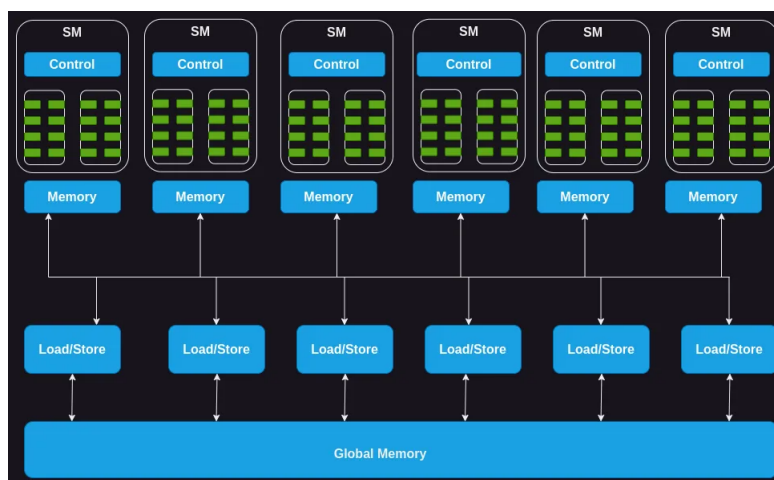 SM SM SM SM SM SM
Control Control Control Control Control Control
Memory Memory Memory Memory Memory Memory
Load/Store Load/Store Load/Store Load/Store Load/Store Load/Store
Global Memory